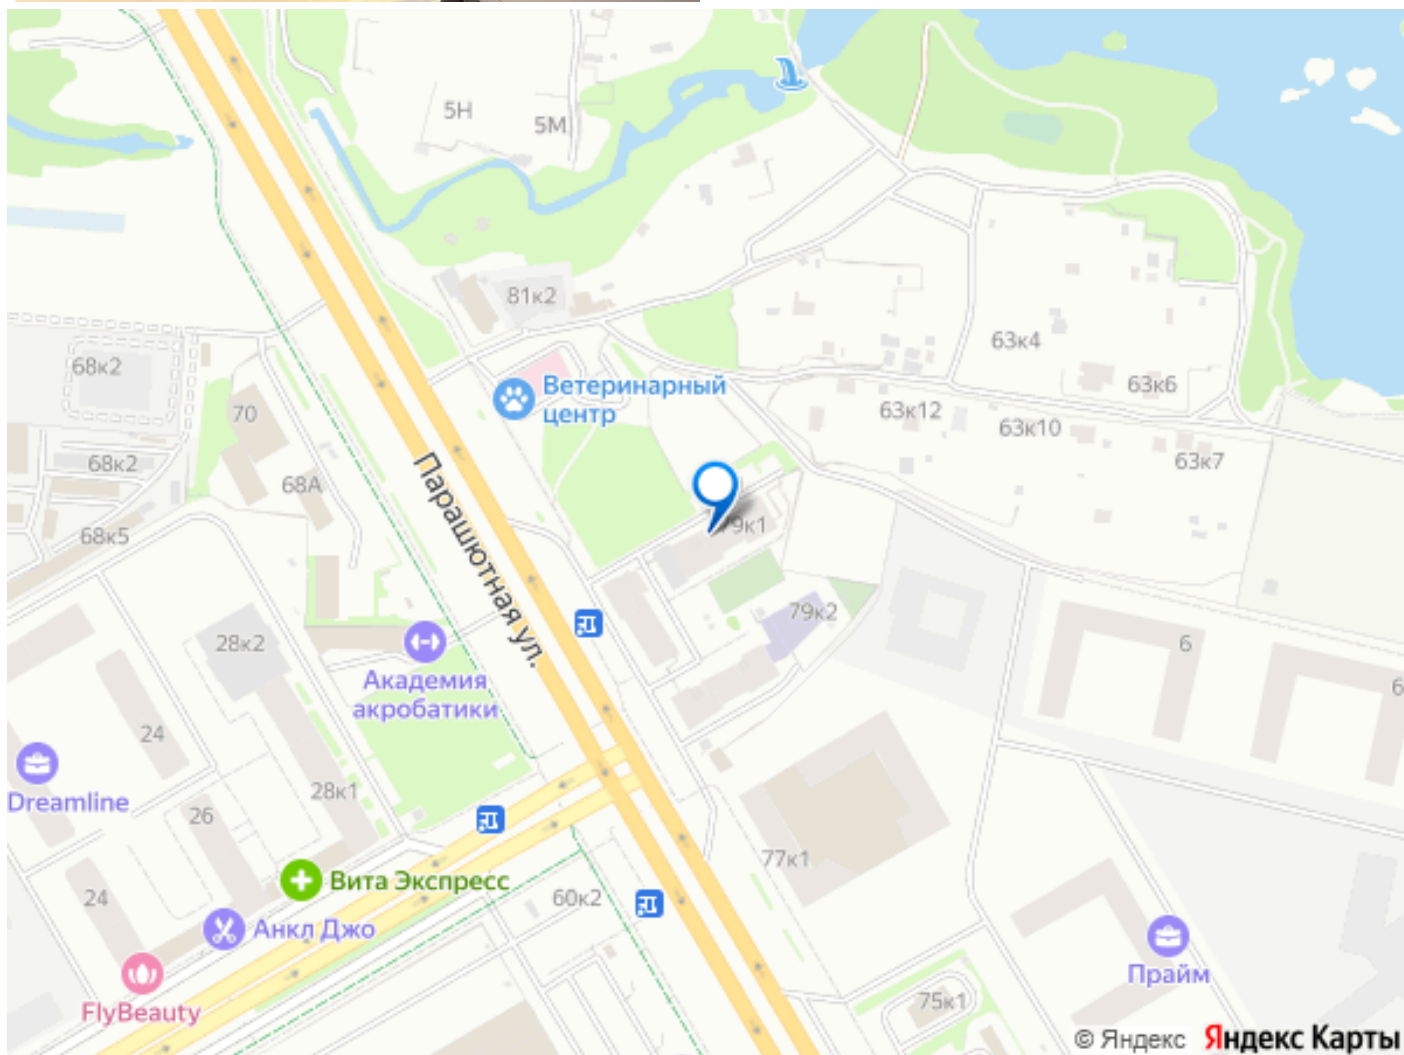 5Н
5М
81к2
68к2
Ветеринарный
центр
63к4
63к6
70
63к12
63к10
68к2
68А
63к7
Парашютная ул.
79к1
68к5
79к2
28к2
6
Академия
акробатики
6
24
Dreamline
28к1
26
77к1
Вита Экспресс
24
60к2
Анкл Джо
Прайм
FlyBeauty
75к1
© Яндекс Яндекс Карты